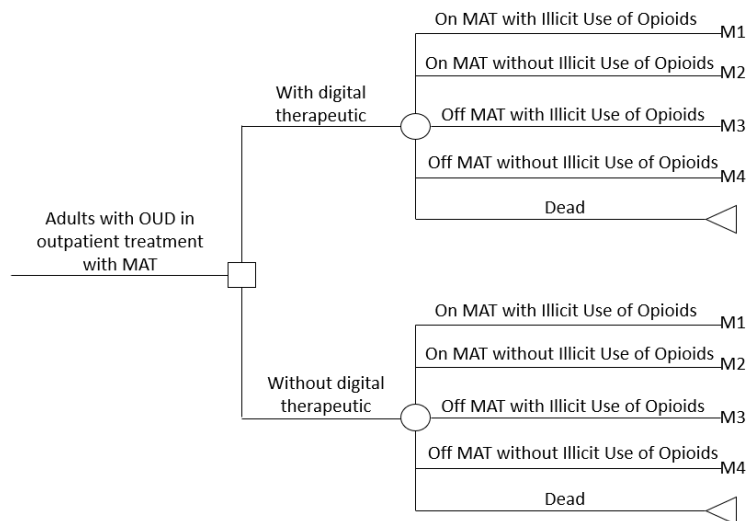 On MAT with Illicit Use of Opioids
M1
On MAT without Illicit Use of Opioids
M2
With digital
therapeutic
Off MAT with Illicit Use of Opioids
M3
Off MAT without Illicit Use of Opioids
M4
Dead
Adults with OUD in
outpatient treatment
with MAT
On MAT with Illicit Use of Opioids
M1
On MAT without Illicit Use of Opioids
M2
Without digital
therapeutic
Off MAT with Illicit Use of Opioids
M3
Off MAT without Illicit Use of Opioids
M4
Dead